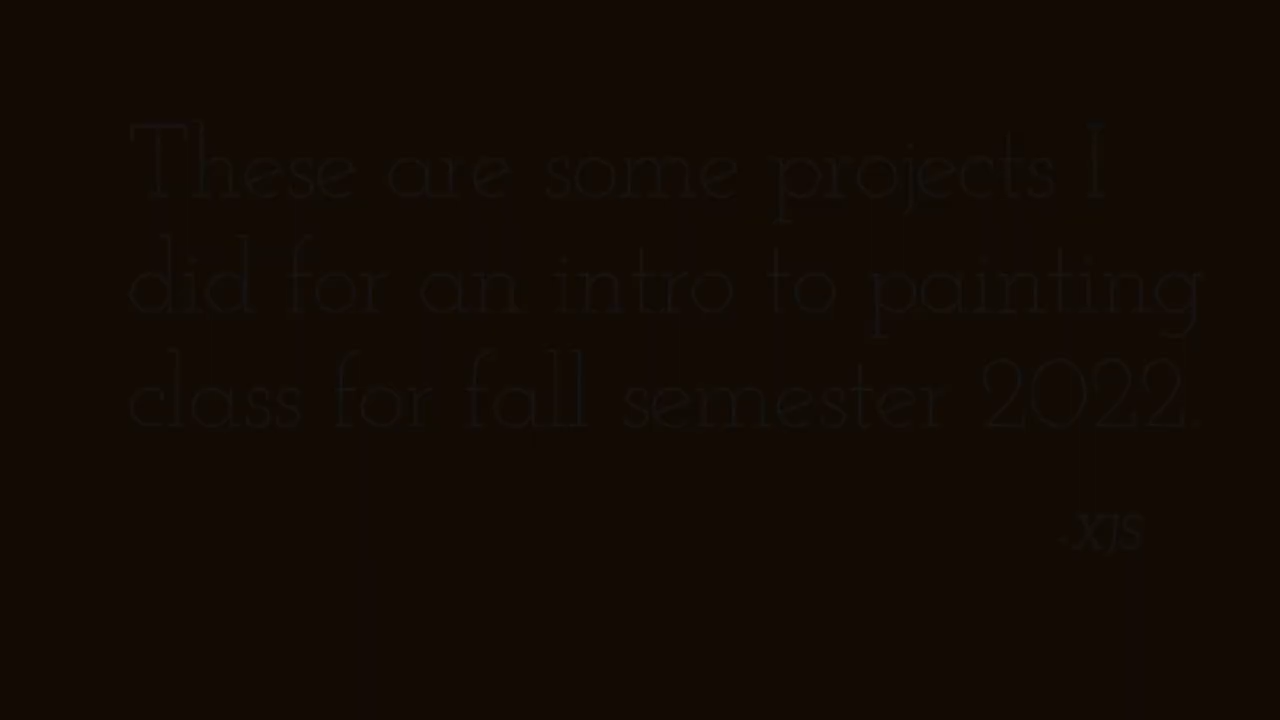 These are some projects I
did for an intro to painting
class for fall semester 2022.
.XJS